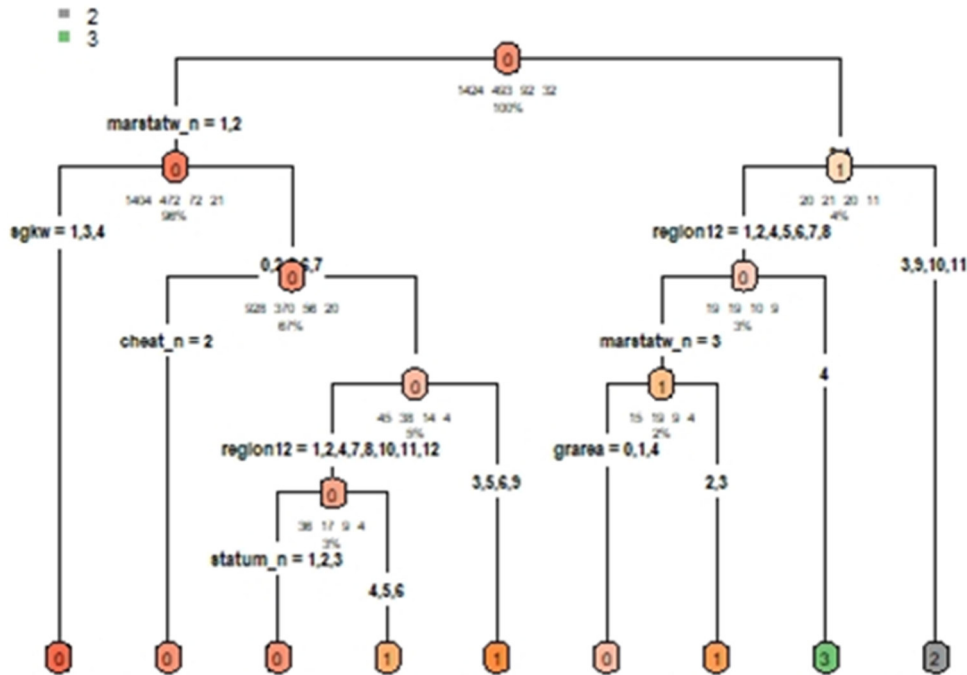 2
3
0
1424 493 92 32
100%
marstatw_n = 1,2
0
1
1404 472 72 21
96%
20 21 20 11
4%
sgkw = 1,3,4
region12 = 1,2,4,5,6,7,8
3,9,10,11
0
0
928 370 56 20
67%
19 19 10 9
3%
cheat_n = 2
marstatw_n = 3
4
0
1
38 14 4
5%
15 19 9 4
2%
region12 = 1,2,4,7,8,10,11,12
grarea = 0,1,4
3,5,6,9
2,3
0
17 9 4
3%
statum_n = 1,2,3
4,5,6
0
0
0
1
1
0
1
3
2